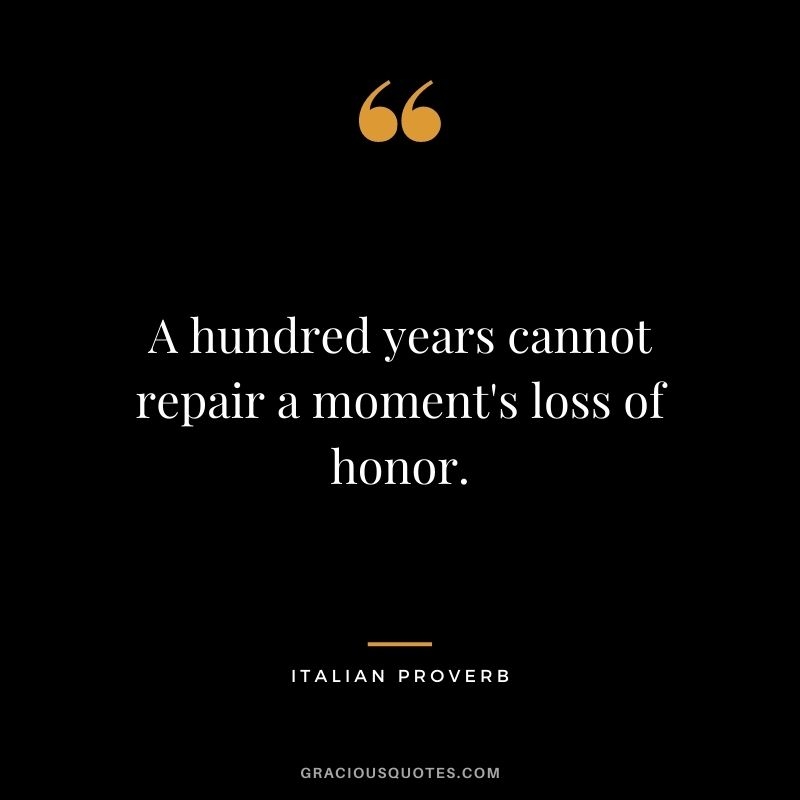 ❝
A hundred years cannot
repair a moment's loss of
honor.
ITALIAN PROVERB
GRACIOUSQUOTES.COM